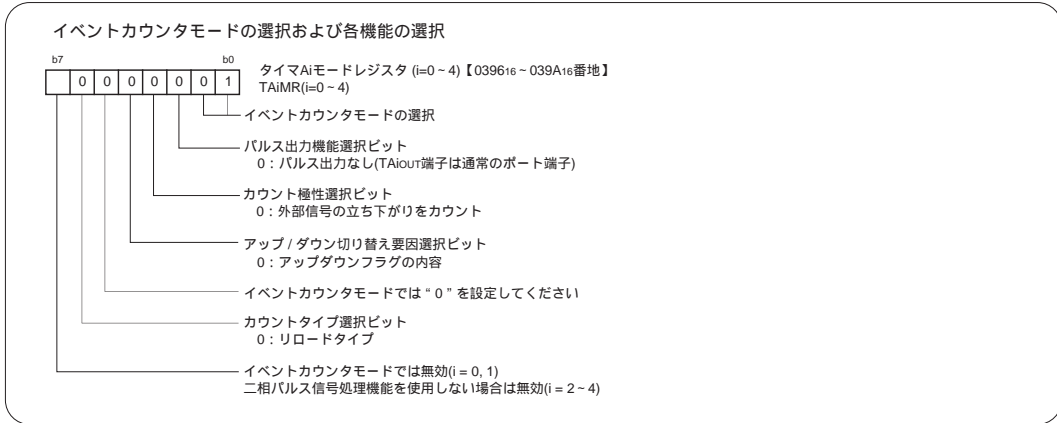 イベントカウンタモードの選択および各機能の選択
b7 b0
0 0 0 0 0 0 1
タイマAiモードレジスタ (i=0~4)【039616~039A16番地】
TAiMR(i=0~4)
イベントカウンタモードの選択
パルス出力機能選択ビット
0:パルス出力なし(TAiOUT端子は通常のポート端子)
カウント極性選択ビット
0:外部信号の立ち下がりをカウント
アップ / ダウン切り替え要因選択ビット
0:アップダウンフラグの内容
イベントカウンタモードでは“0”を設定してください
カウントタイプ選択ビット
0:リロードタイプ
イベントカウンタモードでは無効(i = 0, 1)
二相パルス信号処理機能を使用しない場合は無効(i = 2~4)